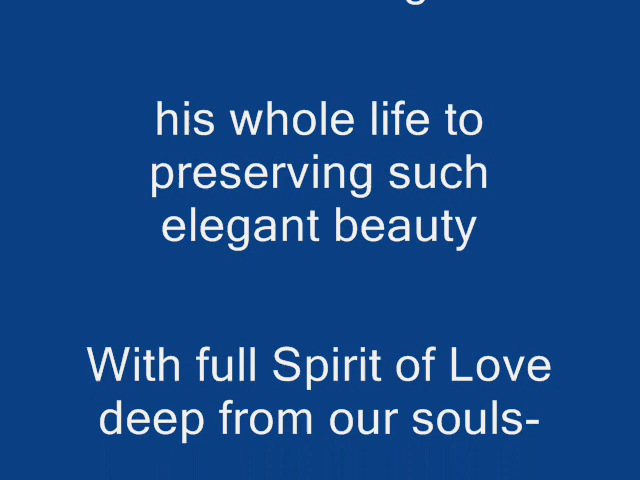 his whole life to
preserving such
elegant beauty
With full Spirit of Love
deep from our souls-